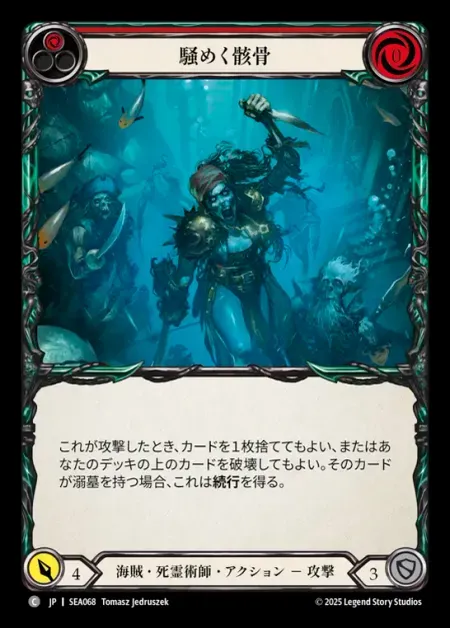 騒めく骸骨
0
これが攻撃したとき、カードを1枚捨ててもよい、またはあ
なたのデッキの上のカードを破壊してもよい。そのカード
が溺墓を持つ場合、これは続行を得る。
4
海賊・死霊術師・アクション ー 攻撃
3
C JP | SEA068 Tomasz Jedruszek
© 2025 Legend Story Studios